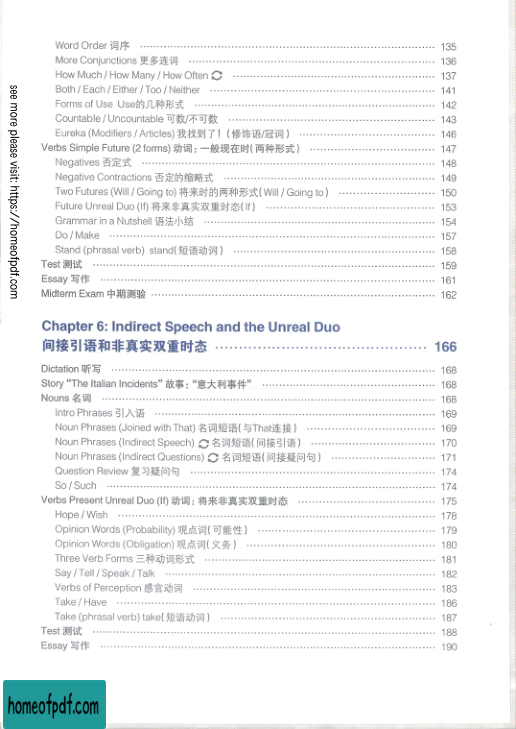 Word Order 词序 135
More Conjunctions 更多连词 136
How Much / How Many / How Often 137
Both / Each / Either / Too / Neither 141
Forms of Use Use的几种形式 142
Countable / Uncountable 可数/不可数 143
Eureka (Modifiers / Articles) 我找到了！(修饰语/冠词) 146
Verbs Simple Future (2 forms) 动词：一般现在时(两种形式) 147
Negatives 否定式 148
Negative Contractions 否定的缩略式 149
Two Futures (Will / Going to) 将来时的两种形式(Will / Going to) 150
Future Unreal Duo (If) 将来非真实双重时态(If) 153
Grammar in a Nutshell 语法小结 154
Do / Make 157
Stand (phrasal verb) stand(短语动词) 158
Test 测试 159
Essay 写作 161
Midterm Exam 中期测验 162
Chapter 6: Indirect Speech and the Unreal Duo
间接引语和非真实双重时态 166
Dictation 听写 168
Story "The Italian Incidents" 故事：“意大利事件” 168
Nouns 名词 168
Intro Phrases 引入语 169
Noun Phrases (Joined with That) 名词短语(与That连接) 169
Noun Phrases (Indirect Speech) 名词短语(间接引语) 170
Noun Phrases (Indirect Questions) 名词短语(间接疑问句) 171
Question Review 复习疑问句 174
So / Such 174
Verbs Present Unreal Duo (If) 动词：将来非真实双重时态 175
Hope / Wish 178
Opinion Words (Probability) 观点词(可能性) 179
Opinion Words (Obligation) 观点词(义务) 180
Three Verb Forms 三种动词形式 181
Say / Tell / Speak / Talk 182
Verbs of Perception 感官动词 183
Take / Have 186
Take (phrasal verb) take(短语动词) 187
Test 测试 188
Essay 写作 190
see more please visit: https://homeofpdf.com
homeofpdf.com